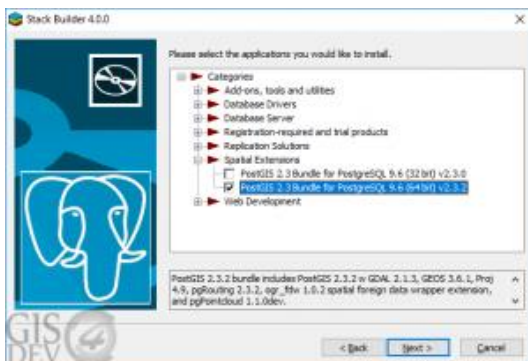 Stack Builder 4.0.0
Please select the applications you would like to install.
Categories
Add-ons, tools and utilities
Database Drivers
Database Server
Registration-required and trial products
Replication Solutions
Spatial Extensions
PostGIS 2.3 Bundle for PostgreSQL 9.6 (32 bit) v2.3.0
PostGIS 2.3 Bundle for PostgreSQL 9.6 (64 bit) v2.3.2
Web Development
PostGIS 2.3.2 bundle includes PostGIS 2.3.2 w GDAL 2.1.3, GEOS 3.6.1, Proj
4.9, pgRouting 2.3.2, ogr_fdw 1.0.2 spatial foreign data wrapper extension,
and pgPointcloud 1.1.0dev.
GIS 4
DEV
< Back
Next >
Cancel